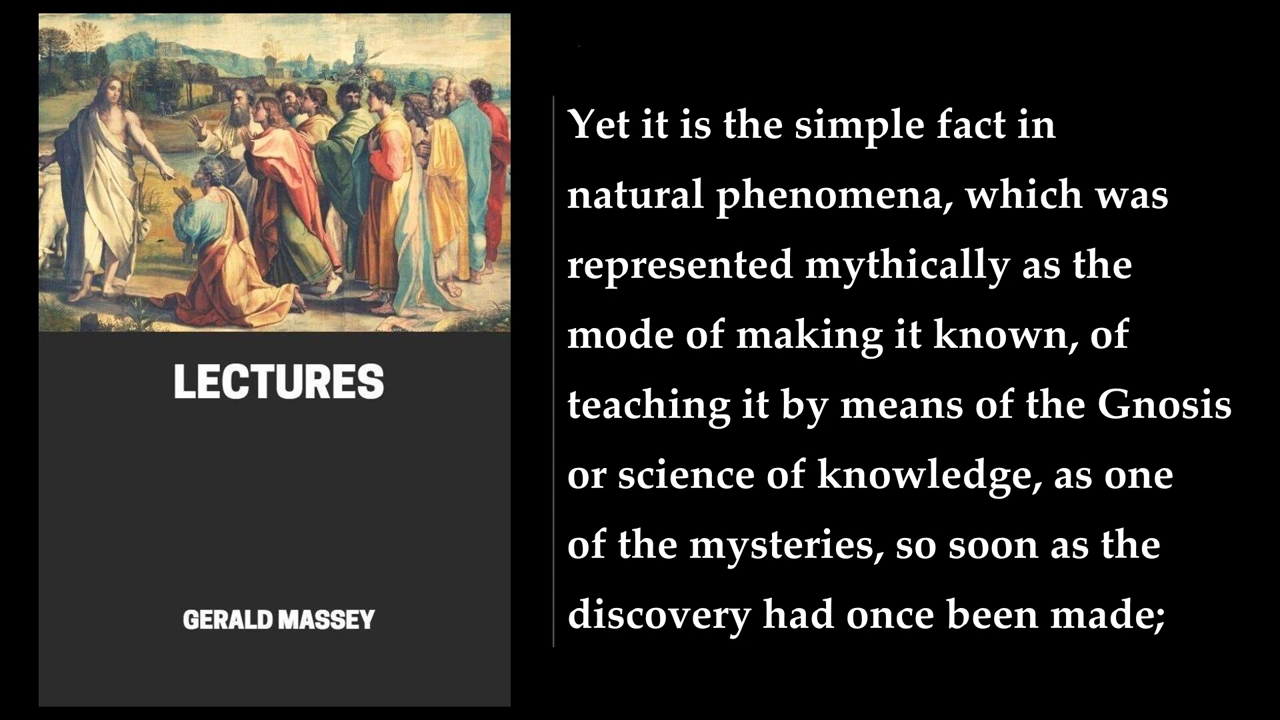 LECTURES
GERALD MASSEY
Yet it is the simple fact in
natural phenomena, which was
represented mythically as the
mode of making it known, of
teaching it by means of the Gnosis
or science of knowledge, as one
of the mysteries, so soon as the
discovery had once been made;